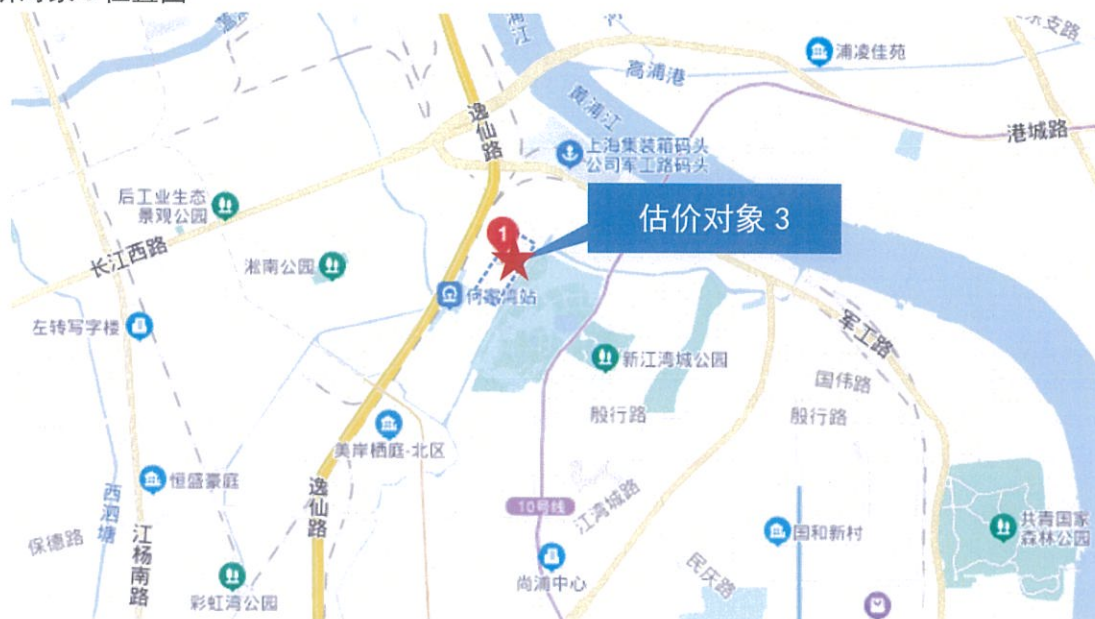 浦江
浦凌佳苑
高浦港
黄浦江
港城路
逸仙路
上海集装箱码头
公司军工路码头
后工业生态
景观公园
估价对象 3
1
长江西路
淞南公园
何家湾站
左转写字楼
军工路
新江湾城公园
国伟路
殷行路
殷行路
美岸栖庭-北区
恒盛豪庭
西泗塘
逸仙路
10号线
江湾城路
共青国家
森林公园
国和新村
保德路
江杨南路
尚浦中心
民庆路
彩虹湾公园